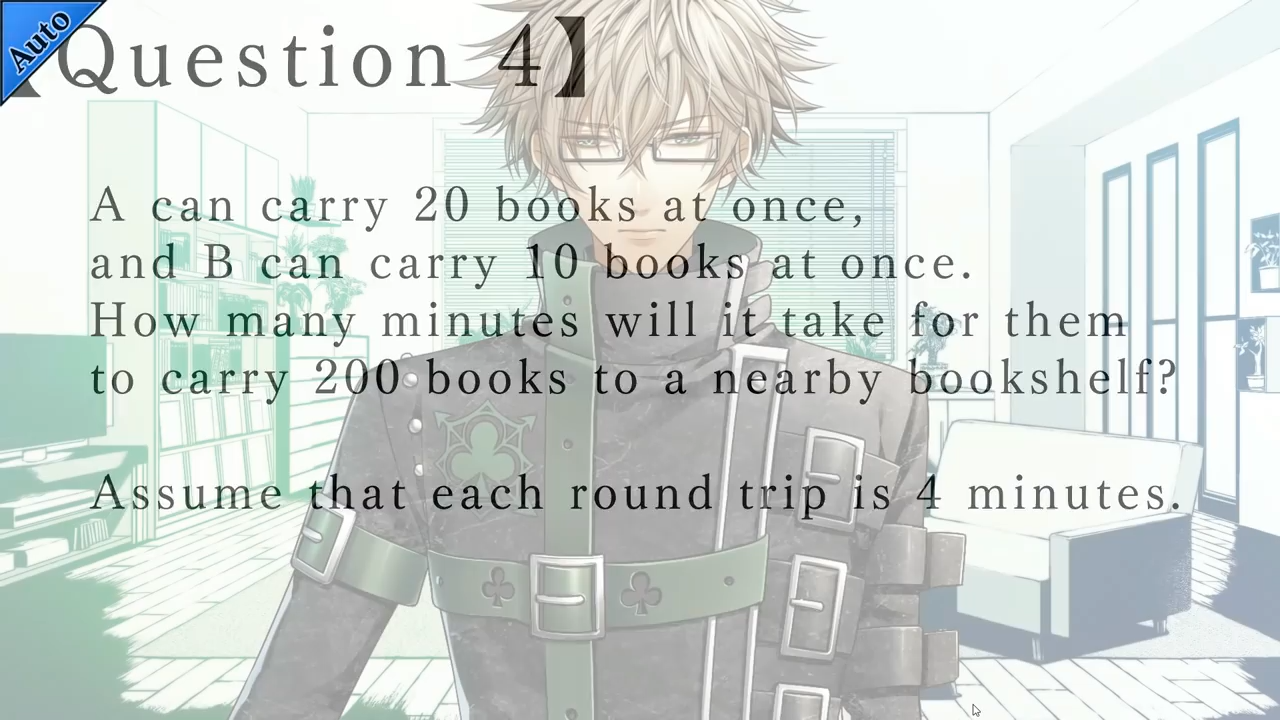 Auto
【Question 4】
A can carry 20 books at once,
and B can carry 10 books at once.
How many minutes will it take for them
to carry 200 books to a nearby bookshelf?
Assume that each round trip is 4 minutes.